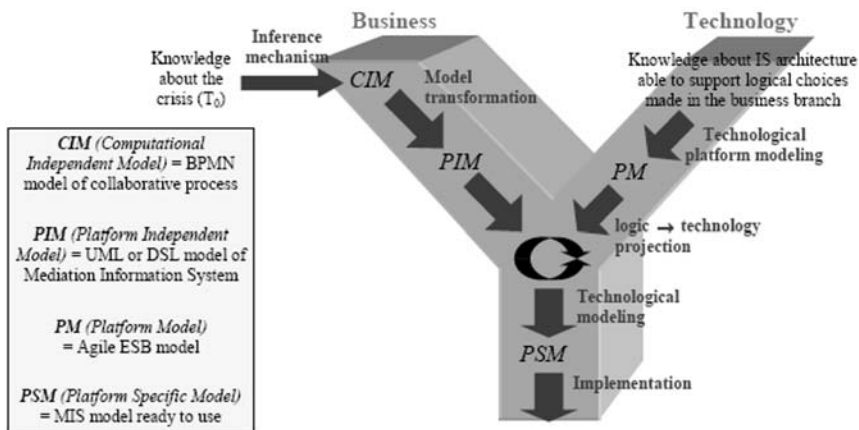 Business
Technology
Inference
mechanism
Knowledge
about the
crisis (T₀)
CIM
Model
transformation
PIM
Knowledge about IS architecture
able to support logical choices
made in the business branch
Technological
platform modeling
PM
logic → technology
projection
Technological
modeling
PSM
Implementation
CIM (Computational
Independent Model) = BPMN
model of collaborative process
PIM (Platform Independent
Model) = UML or DSL model of
Mediation Information System
PM (Platform Model)
= Agile ESB model
PSM (Platform Specific Model)
= MIS model ready to use